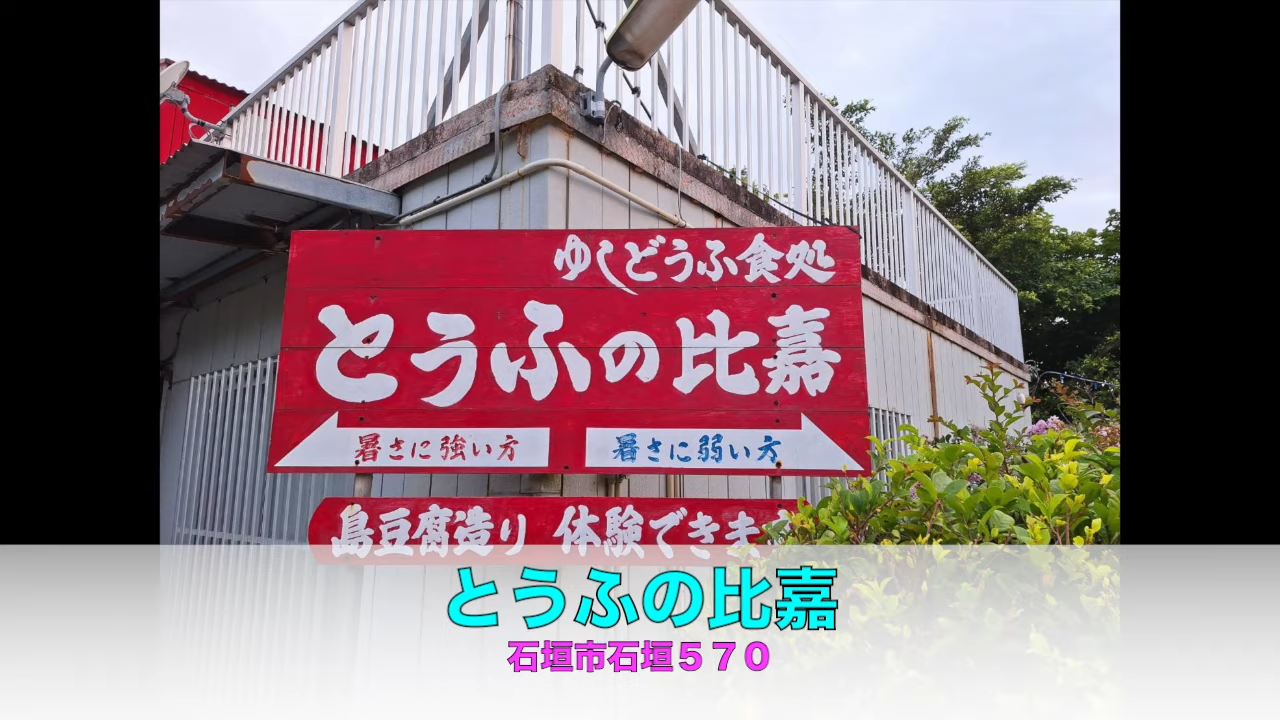 ゆしどうふ食処
とうふの比嘉
暑さに強い方
暑さに弱い方
島豆腐造り 体験できま
とうふの比嘉
石垣市石垣570